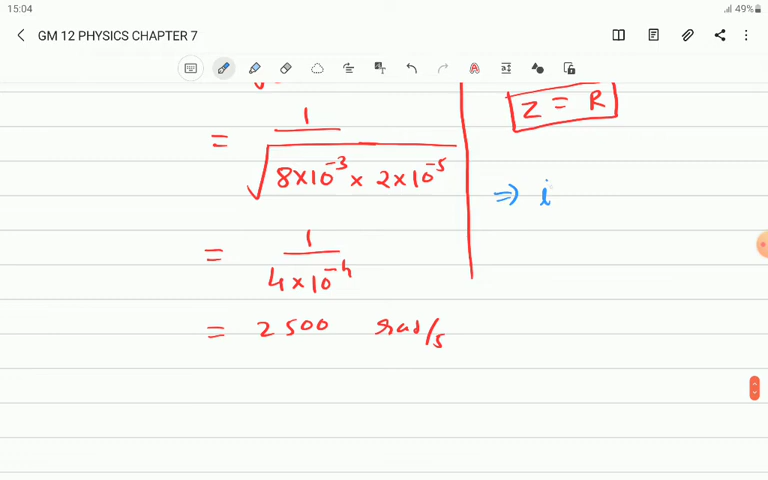 15:04
49%
GM 12 PHYSICS CHAPTER 7
= 1 / √(8×10⁻³ × 2×10⁻⁵)
= 1 / (4×10⁻⁴)
= 2500 rad/s
Z = R
⇒ i